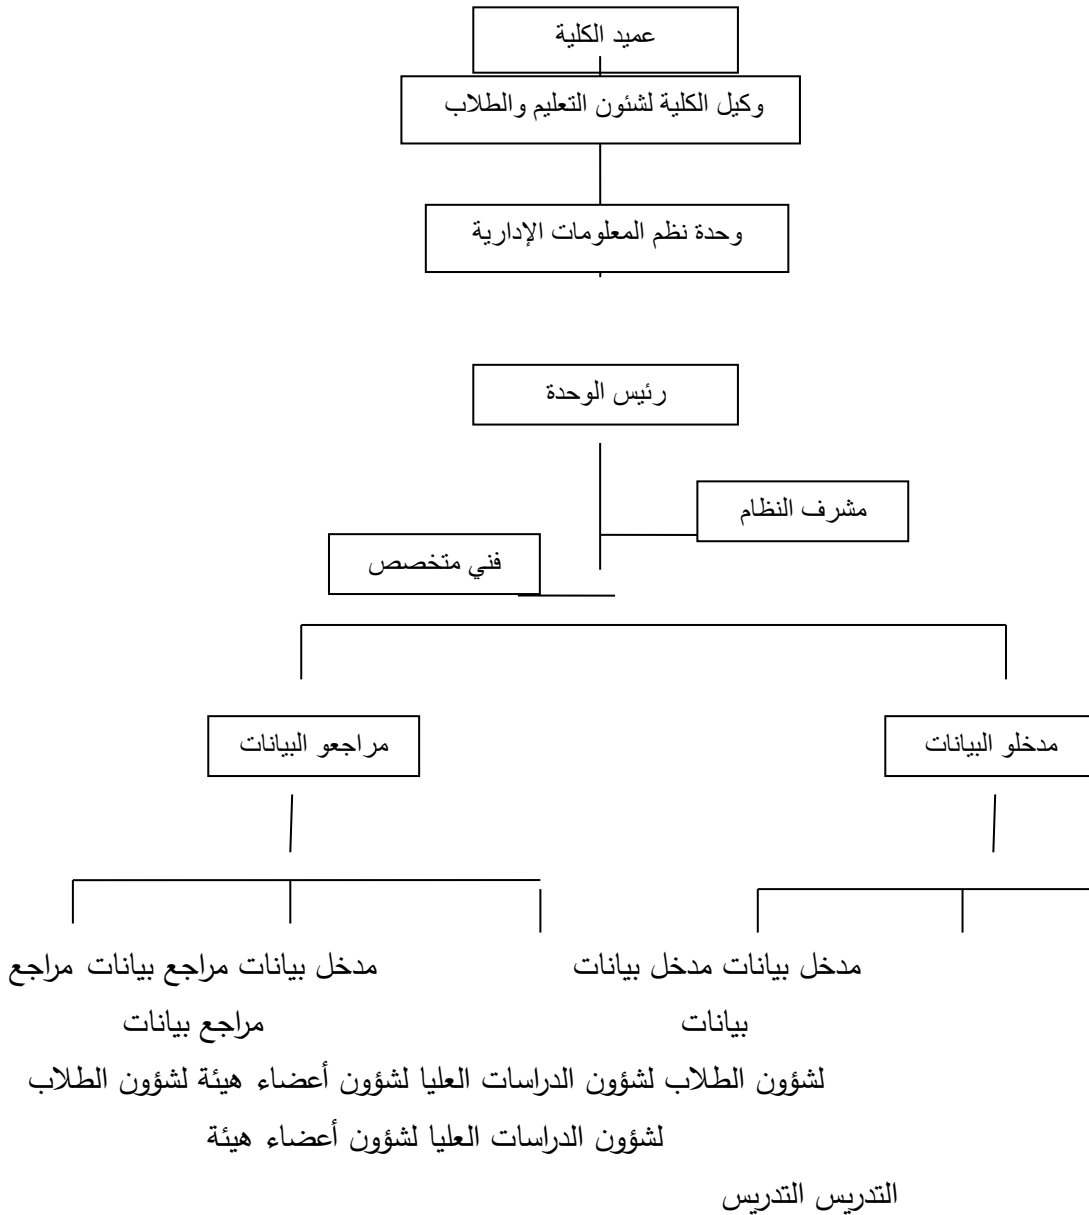 عميد الكلية
وكيل الكلية لشئون التعليم والطلاب
وحدة نظم المعلومات الإدارية
رئيس الوحدة
مشرف النظام
فني متخصص
مدخلو البيانات
مراجعو البيانات
مدخل بيانات مدخل بيانات
مدخل بيانات مراجع بيانات مراجع
بيانات
مراجع بيانات
لشؤون الطلاب لشؤون الدراسات العليا لشؤون أعضاء هيئة لشؤون الطلاب
لشؤون الدراسات العليا لشؤون أعضاء هيئة
التدريس التدريس